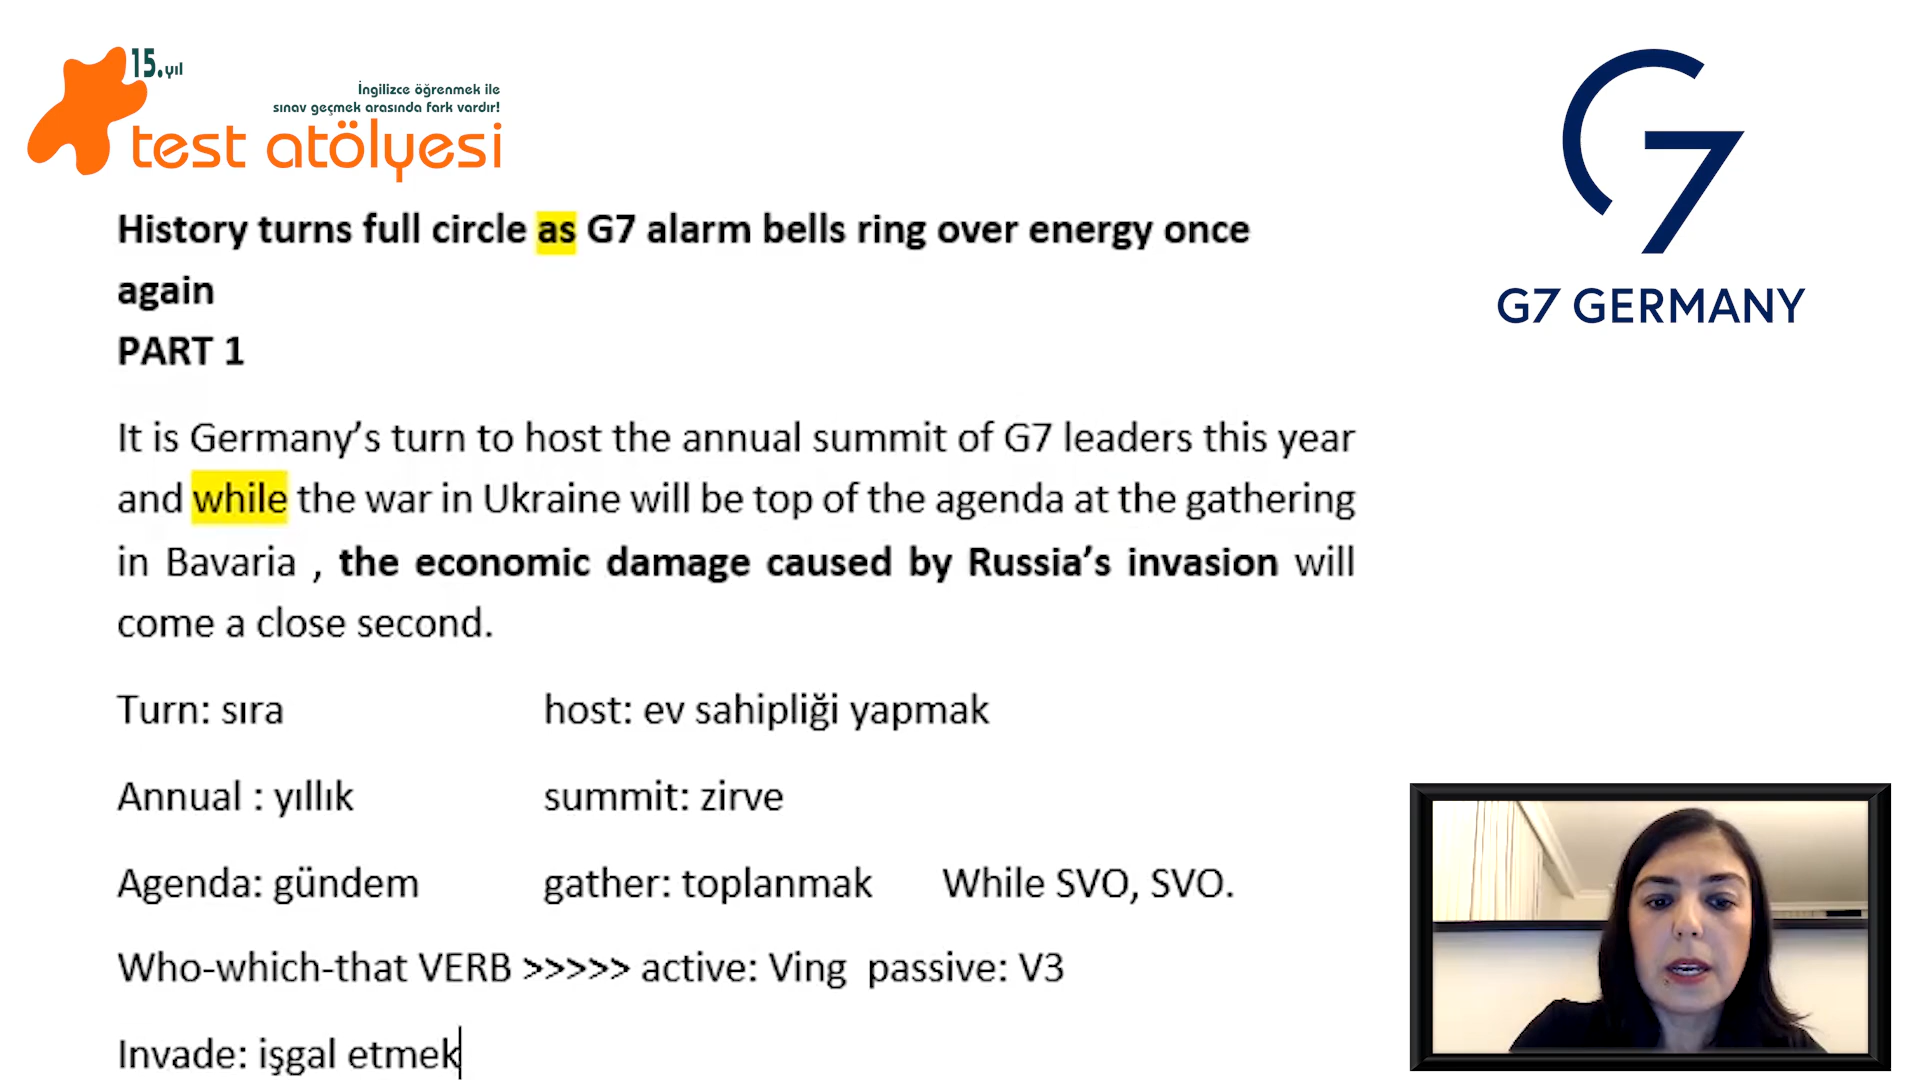 15.yıl
İngilizce öğrenmek ile
sınav geçmek arasında fark vardır!
test atölyesi
G7
G7 GERMANY
History turns full circle as G7 alarm bells ring over energy once
again
PART 1
It is Germany’s turn to host the annual summit of G7 leaders this year
and while the war in Ukraine will be top of the agenda at the gathering
in Bavaria , the economic damage caused by Russia’s invasion will
come a close second.
Turn: sıra host: ev sahipliği yapmak
Annual : yıllık summit: zirve
Agenda: gündem gather: toplanmak While SVO, SVO.
Who-which-that VERB >>>>> active: Ving passive: V3
Invade: işgal etmek